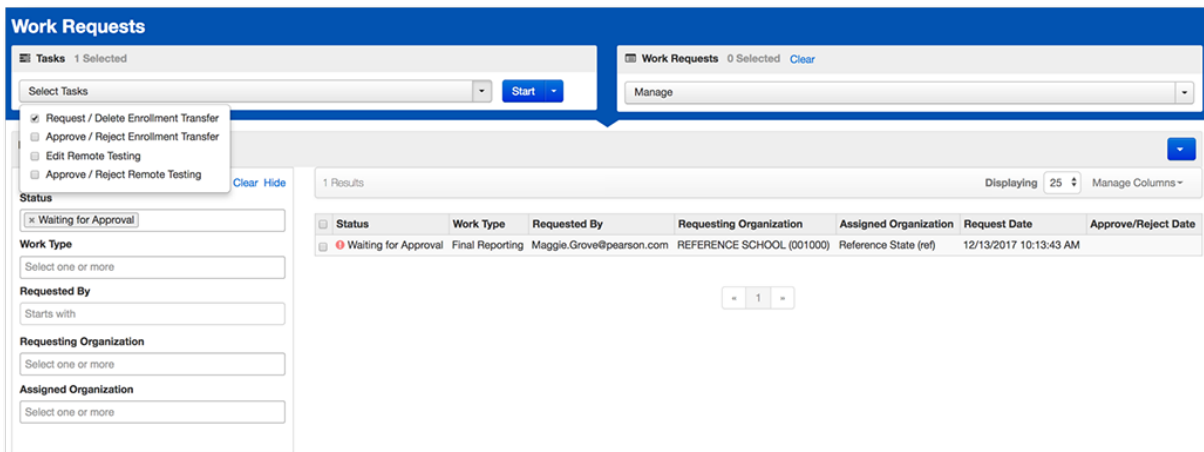 Work Requests
Tasks 1 Selected
Work Requests 0 Selected Clear
Select Tasks
Start
Manage
Request / Delete Enrollment Transfer
Approve / Reject Enrollment Transfer
Edit Remote Testing
Approve / Reject Remote Testing
Clear Hide
1 Results
Displaying 25
Manage Columns
Status
× Waiting for Approval
Work Type
Select one or more
Requested By
Starts with
Requesting Organization
Select one or more
Assigned Organization
Select one or more
Status Work Type Requested By Requesting Organization Assigned Organization Request Date Approve/Reject Date
Waiting for Approval Final Reporting Maggie.Grove@pearson.com REFERENCE SCHOOL (001000) Reference State (ref) 12/13/2017 10:13:43 AM
« 1 »